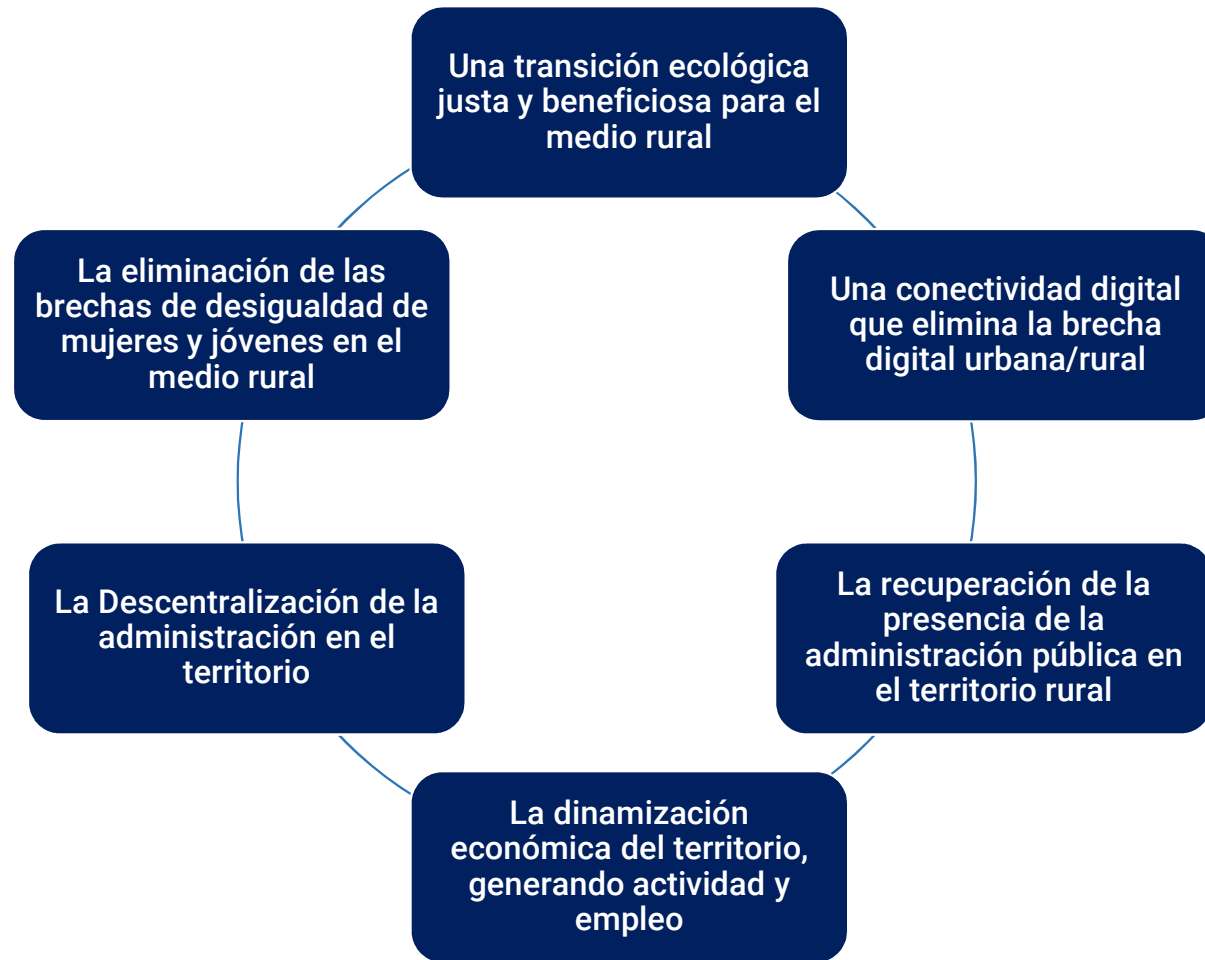 Una transición ecológica
justa y beneficiosa para el
medio rural
La eliminación de las
brechas de desigualdad de
mujeres y jóvenes en el
medio rural
Una conectividad digital
que elimina la brecha
digital urbana/rural
La Descentralización de la
administración en el
territorio
La recuperación de la
presencia de la
administración pública en
el territorio rural
La dinamización
económica del territorio,
generando actividad y
empleo